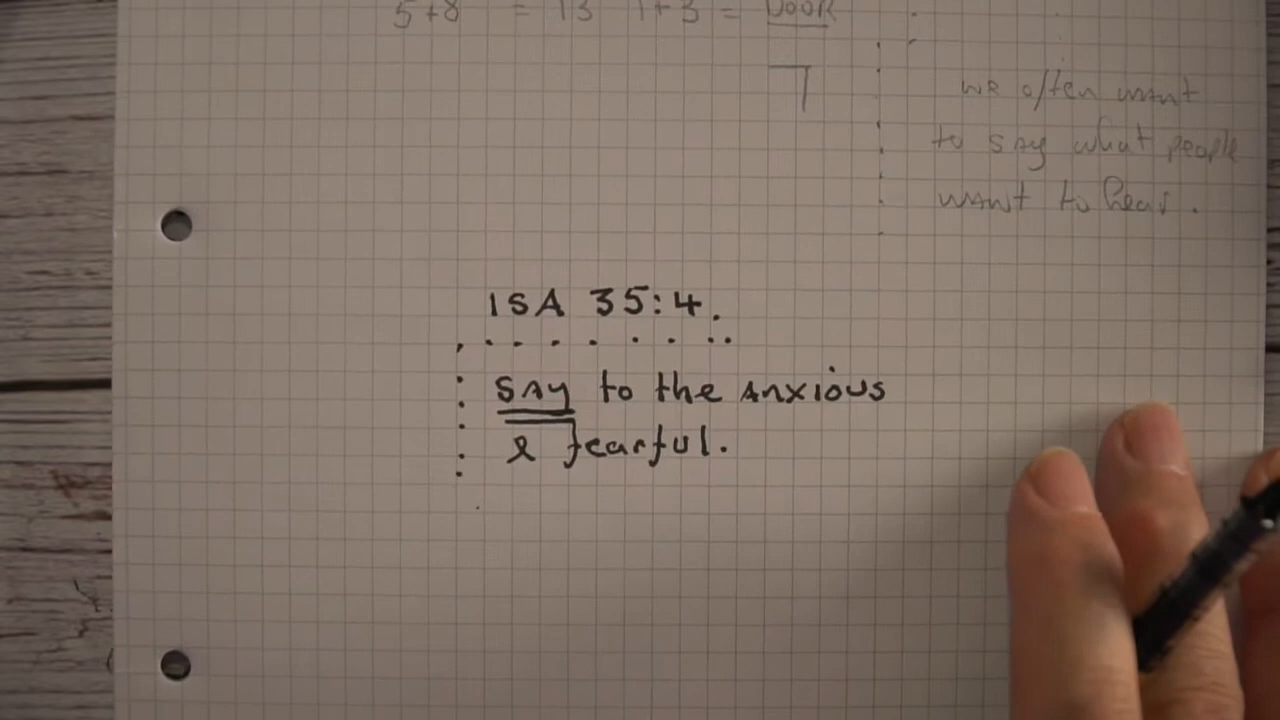 5+8 = 13 1+3 = DOOR
we often want
to say what people
want to hear.
ISA 35:4.
SAY to the Anxious
& fearful.